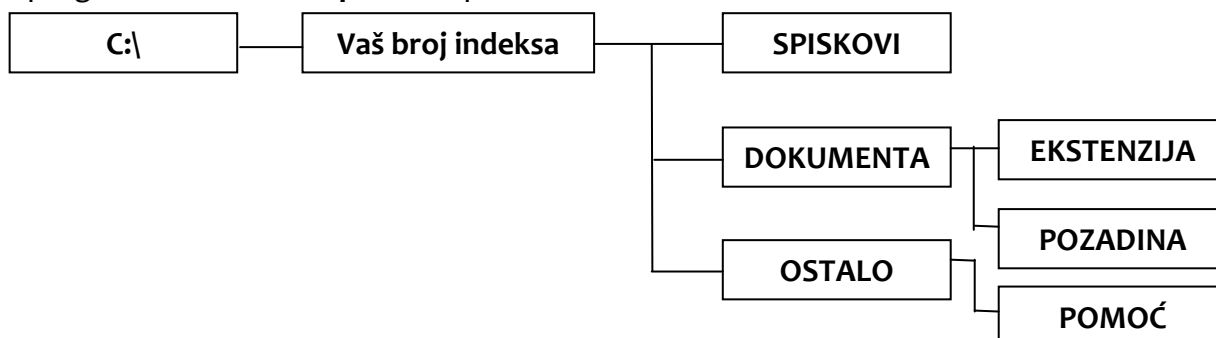 C:\
Vaš broj indeksa
SPISKOVI
DOKUMENTA
EKSTENZIJA
POZADINA
OSTALO
POMOĆ